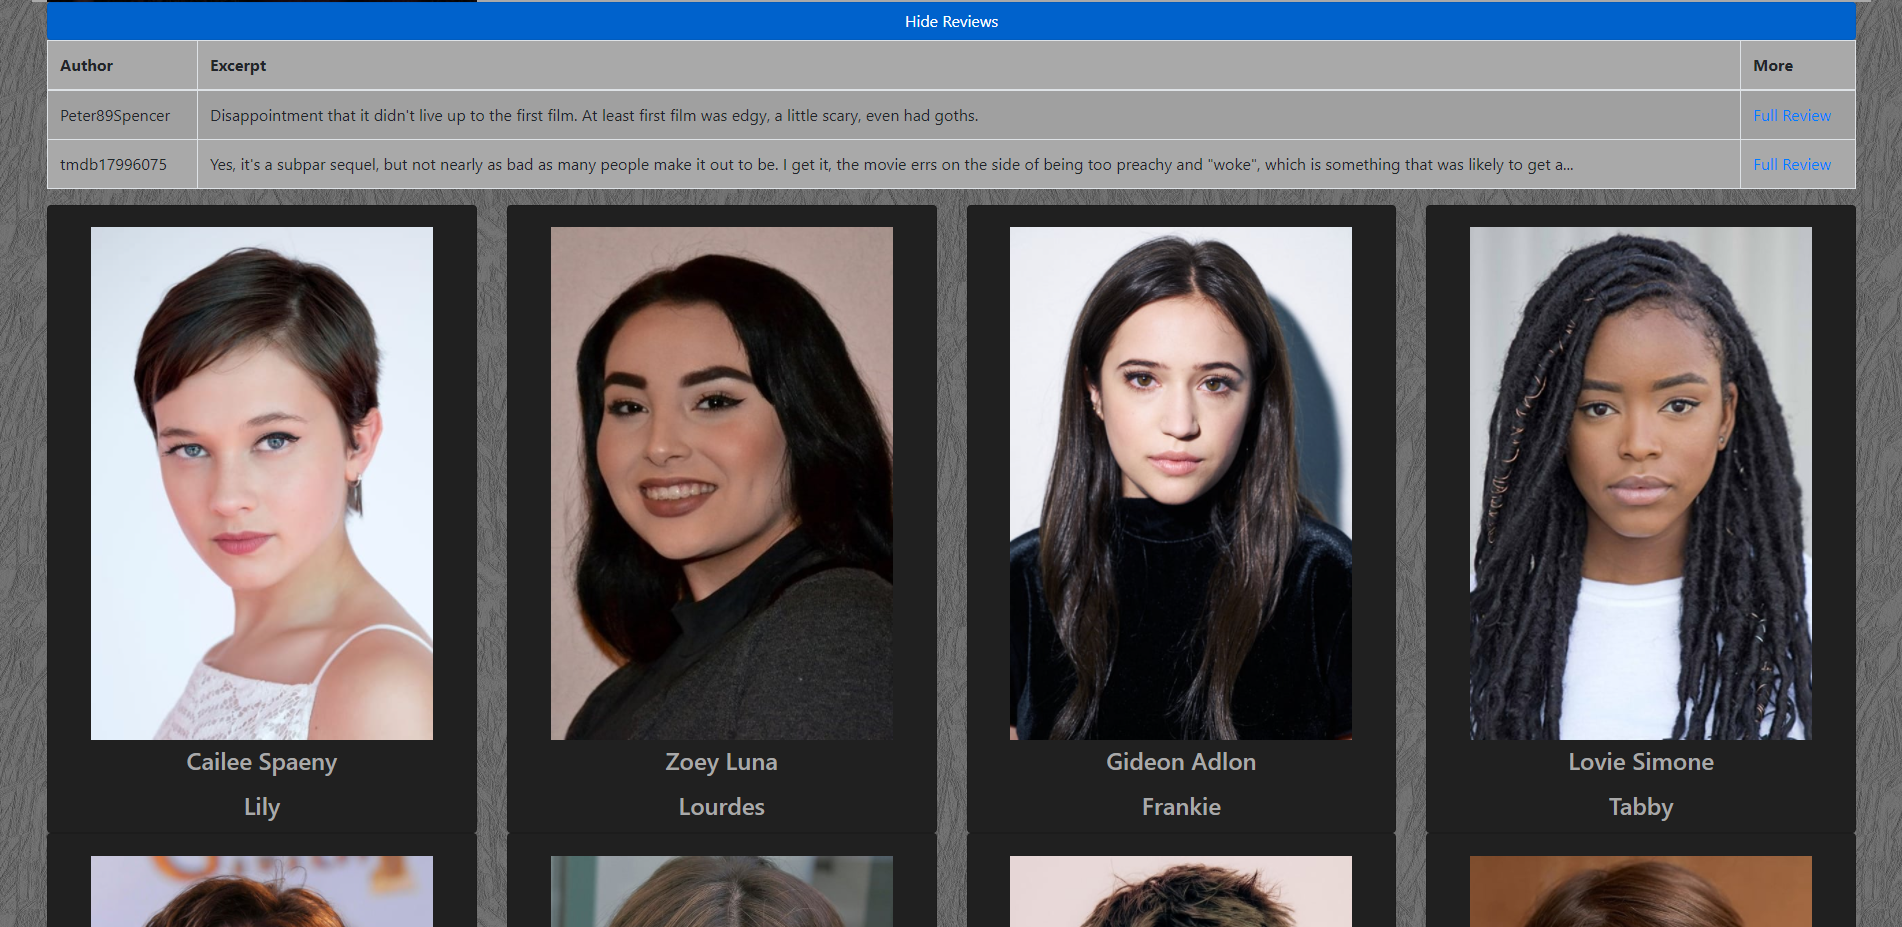 Hide Reviews
Author Excerpt More
Peter89Spencer Disappointment that it didn't live up to the first film. At least first film was edgy, a little scary, even had goths. Full Review
tmdb17996075 Yes, it's a subpar sequel, but not nearly as bad as many people make it out to be. I get it, the movie errs on the side of being too preachy and "woke", which is something that was likely to get a... Full Review
Cailee Spaeny Zoey Luna Gideon Adlon Lovie Simone
Lily Lourdes Frankie Tabby